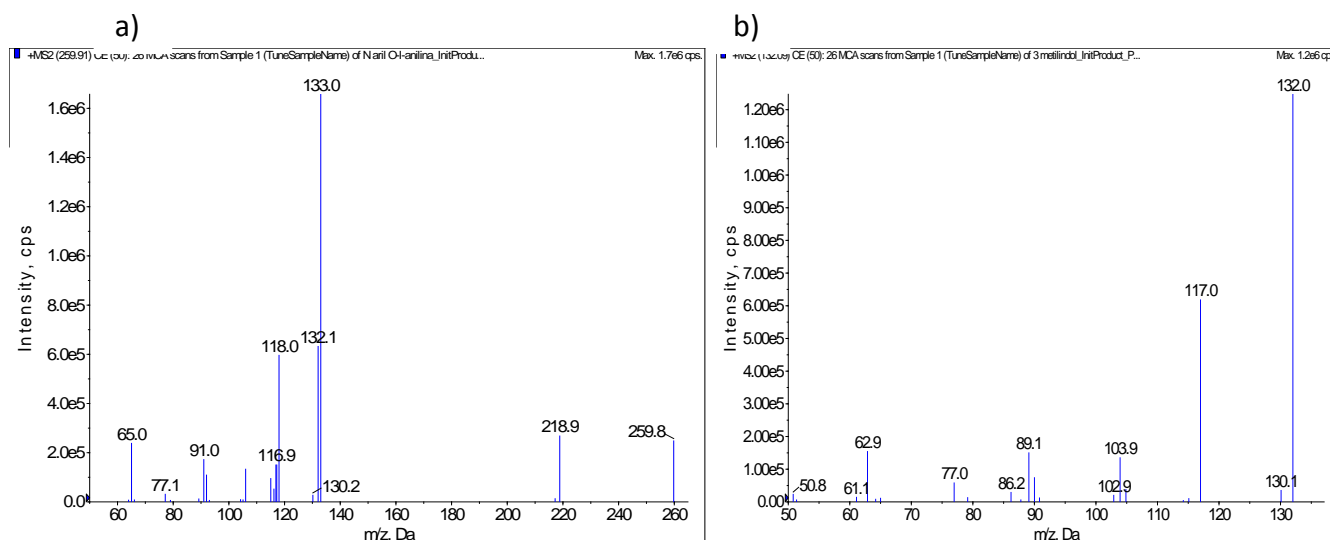 a)
b)
+MS2 (259.91) CE (50): 26 MCA scans from Sample 1 (TuneSampleName) of N aril O-I-anilina_InitProdu...
Max. 1.7e6 cps.
+MS2 (132.09) CE (50): 26 MCA scans from Sample 1 (TuneSampleName) of 3 metilindol_InitProduct_P...
Max. 1.2e6 cp
Intensity, cps
1.6e6
1.4e6
1.2e6
1.0e6
8.0e5
6.0e5
4.0e5
2.0e5
0.0
133.0
132.1
118.0
218.9
259.8
65.0
91.0
116.9
77.1
130.2
60 80 100 120 140 160 180 200 220 240 260
m/z, Da
Intensity, cps
1.20e6
1.10e6
1.00e6
9.00e5
8.00e5
7.00e5
6.00e5
5.00e5
4.00e5
3.00e5
2.00e5
1.00e5
0.00
132.0
117.0
62.9
89.1
103.9
77.0
50.8
61.1
86.2
102.9
130.1
50 60 70 80 90 100 110 120 130
m/z, Da